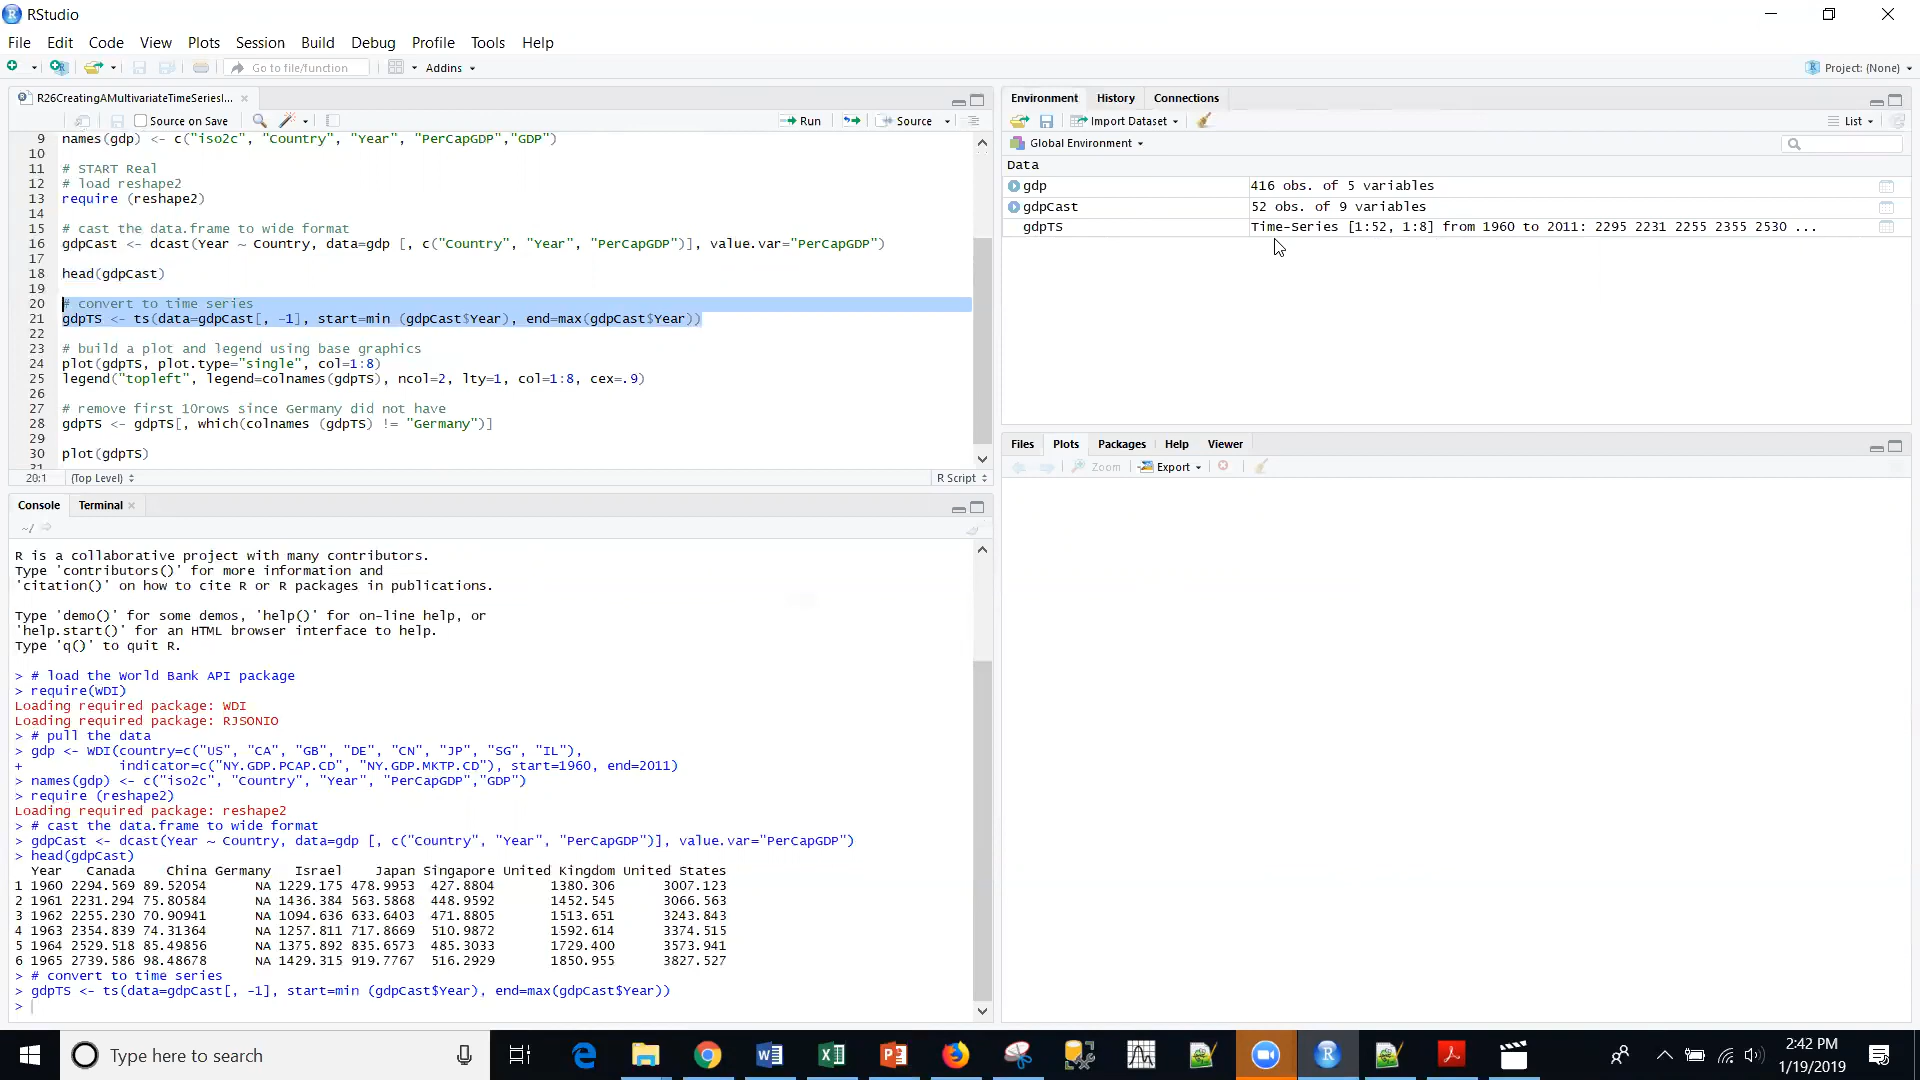 RStudio
File Edit Code View Plots Session Build Debug Profile Tools Help
Go to file/function Addins Project: (None)
R26CreatingAMultivariateTimeSeriesI...
Source on Save Run Source
9 names(gdp) <- c("iso2c", "Country", "Year", "PerCapGDP","GDP")
10
11 # START Real
12 # load reshape2
13 require (reshape2)
14
15 # cast the data.frame to wide format
16 gdpCast <- dcast(Year ~ Country, data=gdp [, c("Country", "Year", "PerCapGDP")], value.var="PerCapGDP")
17
18 head(gdpCast)
19
20 # convert to time series
21 gdpTS <- ts(data=gdpCast[, -1], start=min (gdpCast$Year), end=max(gdpCast$Year))
22
23 # build a plot and legend using base graphics
24 plot(gdpTS, plot.type="single", col=1:8)
25 legend("topleft", legend=colnames(gdpTS), ncol=2, lty=1, col=1:8, cex=.9)
26
27 # remove first 10rows since Germany did not have
28 gdpTS <- gdpTS[, which(colnames (gdpTS) != "Germany")]
29
30 plot(gdpTS)
31
20:1 (Top Level) R Script
Console Terminal
~/
R is a collaborative project with many contributors.
Type 'contributors()' for more information and
'citation()' on how to cite R or R packages in publications.
Type 'demo()' for some demos, 'help()' for on-line help, or
'help.start()' for an HTML browser interface to help.
Type 'q()' to quit R.
> # load the World Bank API package
> require(WDI)
Loading required package: WDI
Loading required package: RJSONIO
> # pull the data
> gdp <- WDI(country=c("US", "CA", "GB", "DE", "CN", "JP", "SG", "IL"),
+ indicator=c("NY.GDP.PCAP.CD", "NY.GDP.MKTP.CD"), start=1960, end=2011)
> names(gdp) <- c("iso2c", "Country", "Year", "PerCapGDP","GDP")
> require (reshape2)
Loading required package: reshape2
> # cast the data.frame to wide format
> gdpCast <- dcast(Year ~ Country, data=gdp [, c("Country", "Year", "PerCapGDP")], value.var="PerCapGDP")
> head(gdpCast)
Year Canada China Germany Israel Japan Singapore United Kingdom United States
1 1960 2294.569 89.52054 NA 1229.175 478.9953 427.8804 1380.306 3007.123
2 1961 2231.294 75.80584 NA 1436.384 563.5868 448.9592 1452.545 3066.563
3 1962 2255.230 70.90941 NA 1094.636 633.6403 471.8805 1513.651 3243.843
4 1963 2354.839 74.31364 NA 1257.811 717.8669 510.9872 1592.614 3374.515
5 1964 2529.518 85.49856 NA 1375.892 835.6573 485.3033 1729.400 3573.941
6 1965 2739.586 98.48678 NA 1429.315 919.7767 516.2929 1850.955 3827.527
> # convert to time series
> gdpTS <- ts(data=gdpCast[, -1], start=min (gdpCast$Year), end=max(gdpCast$Year))
>
Environment History Connections
Import Dataset List
Global Environment
Data
gdp 416 obs. of 5 variables
gdpCast 52 obs. of 9 variables
gdpTS Time-Series [1:52, 1:8] from 1960 to 2011: 2295 2231 2255 2355 2530 ...
Files Plots Packages Help Viewer
Zoom Export
Type here to search
2:42 PM
1/19/2019